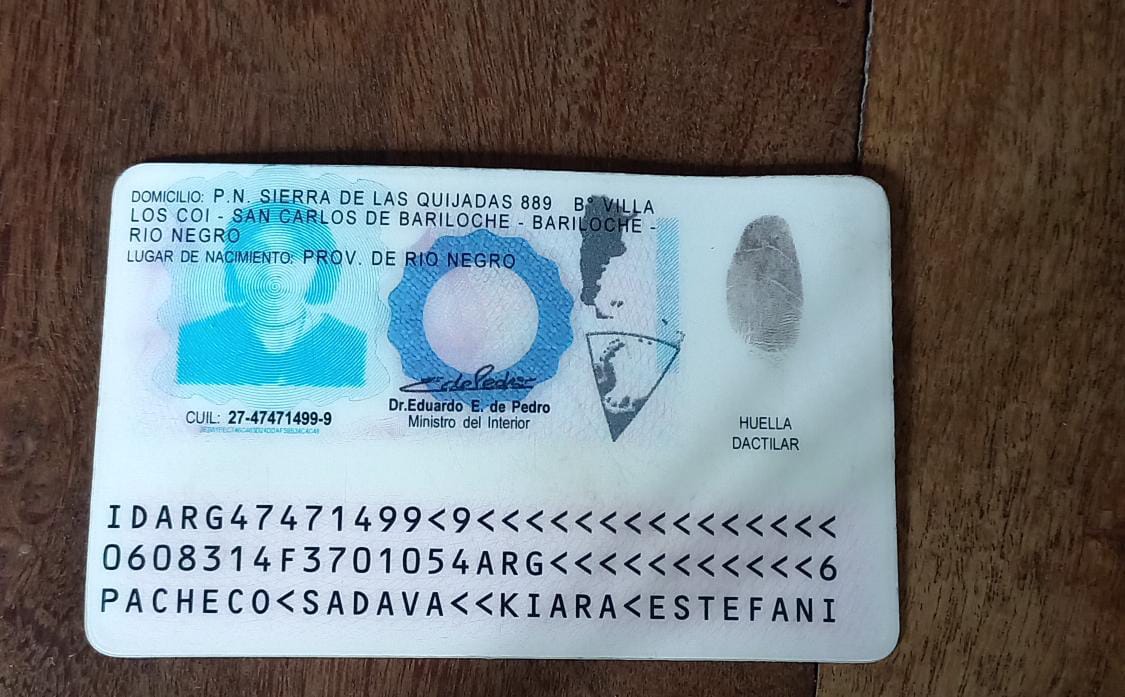 DOMICILIO: P.N. SIERRA DE LAS QUIJADAS 889 Bº VILLA
LOS COI - SAN CARLOS DE BARILOCHE - BARILOCHE -
RIO NEGRO
LUGAR DE NACIMIENTO: PROV. DE RIO NEGRO
CUIL: 27-47471499-9
Dr.Eduardo E. de Pedro
Ministro del Interior
HUELLA
DACTILAR
IDARG47471499<9<<<<<<<<<<<<<<<
0608314F3701054ARG<<<<<<<<<<<6
PACHECO<SADAVA<<KIARA<ESTEFANI